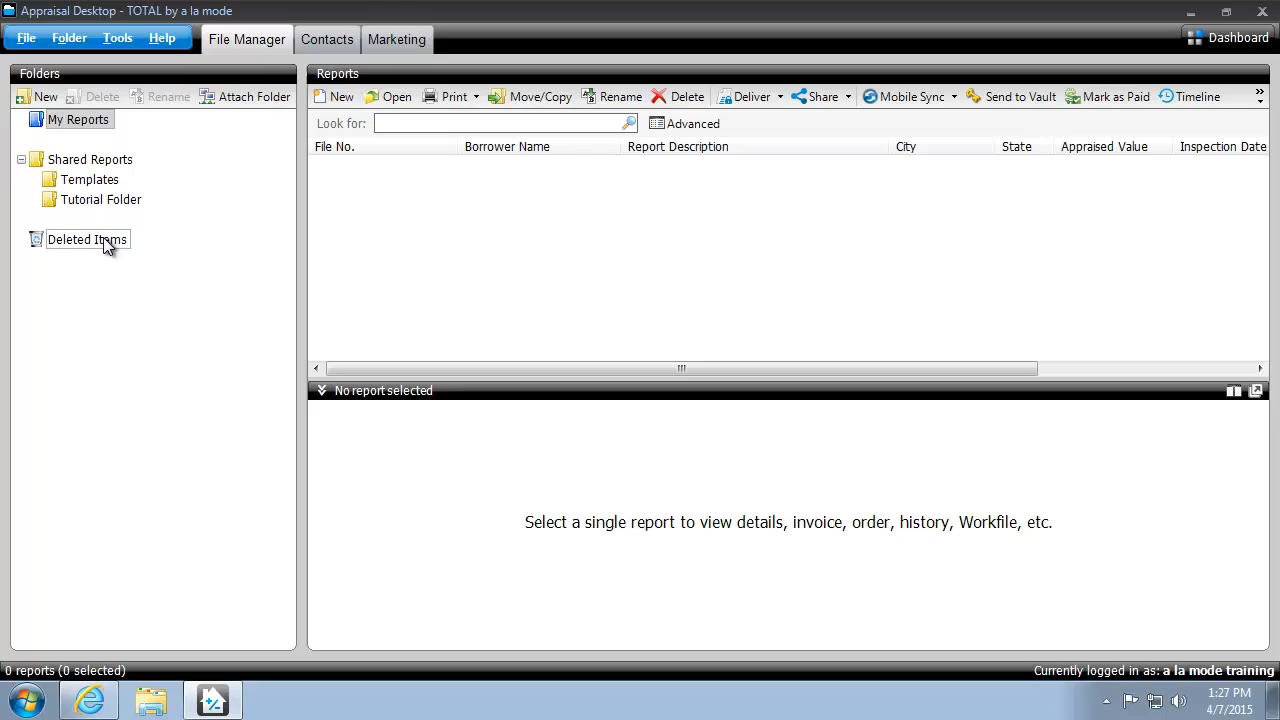 Appraisal Desktop - TOTAL by a la mode
File Folder Tools Help File Manager Contacts Marketing Dashboard
Folders
New Delete Rename Attach Folder
My Reports
Shared Reports
Templates
Tutorial Folder
Deleted Items
Reports
New Open Print Move/Copy Rename Delete Deliver Share Mobile Sync Send to Vault Mark as Paid Timeline
Look for: Advanced
File No. Borrower Name Report Description City State Appraised Value Inspection Date
No report selected
Select a single report to view details, invoice, order, history, Workfile, etc.
0 reports (0 selected) Currently logged in as: a la mode training
1:27 PM
4/7/2015